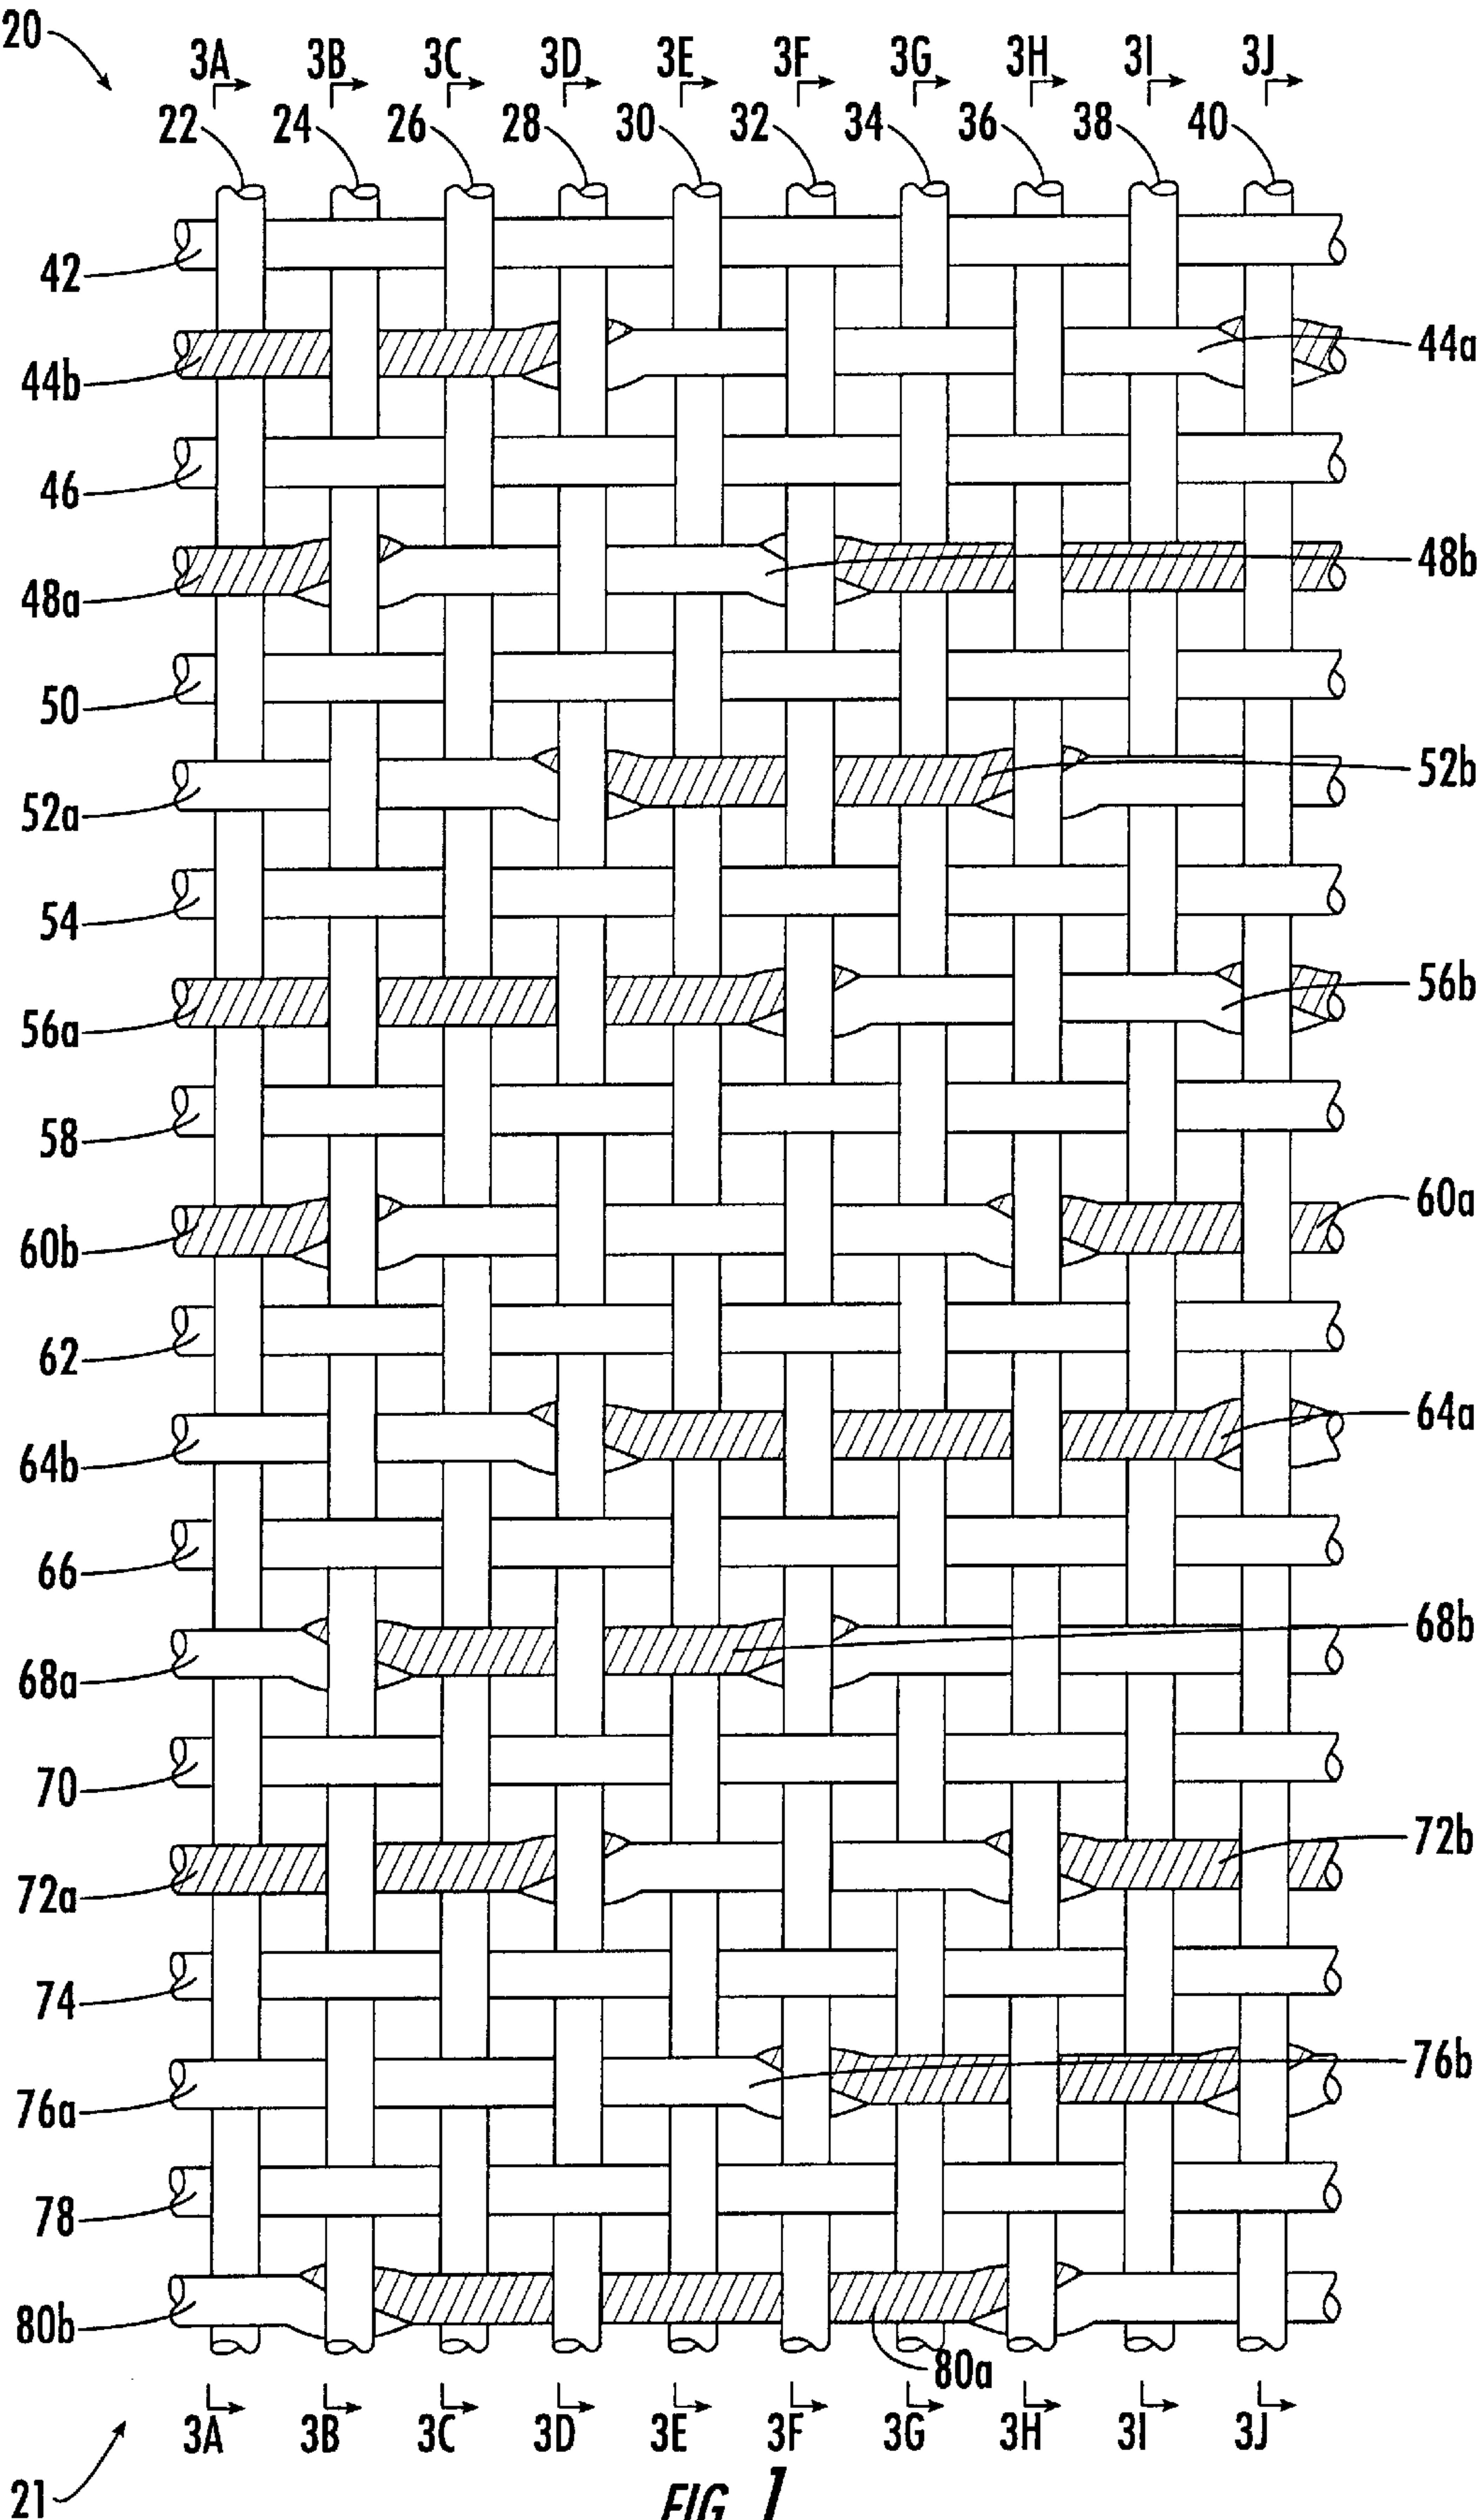 20
3A 3B 3C 3D 3E 3F 3G 3H 3I 3J
22 24 26 28 30 32 34 36 38 40
42
44b 44a
46
48a 48b
50
52a 52b
54
56a 56b
58
60b 60a
62
64b 64a
66
68a 68b
70
72a 72b
74
76a 76b
78
80b 80a
3A 3B 3C 3D 3E 3F 3G 3H 3I 3J
21
FIG. 1